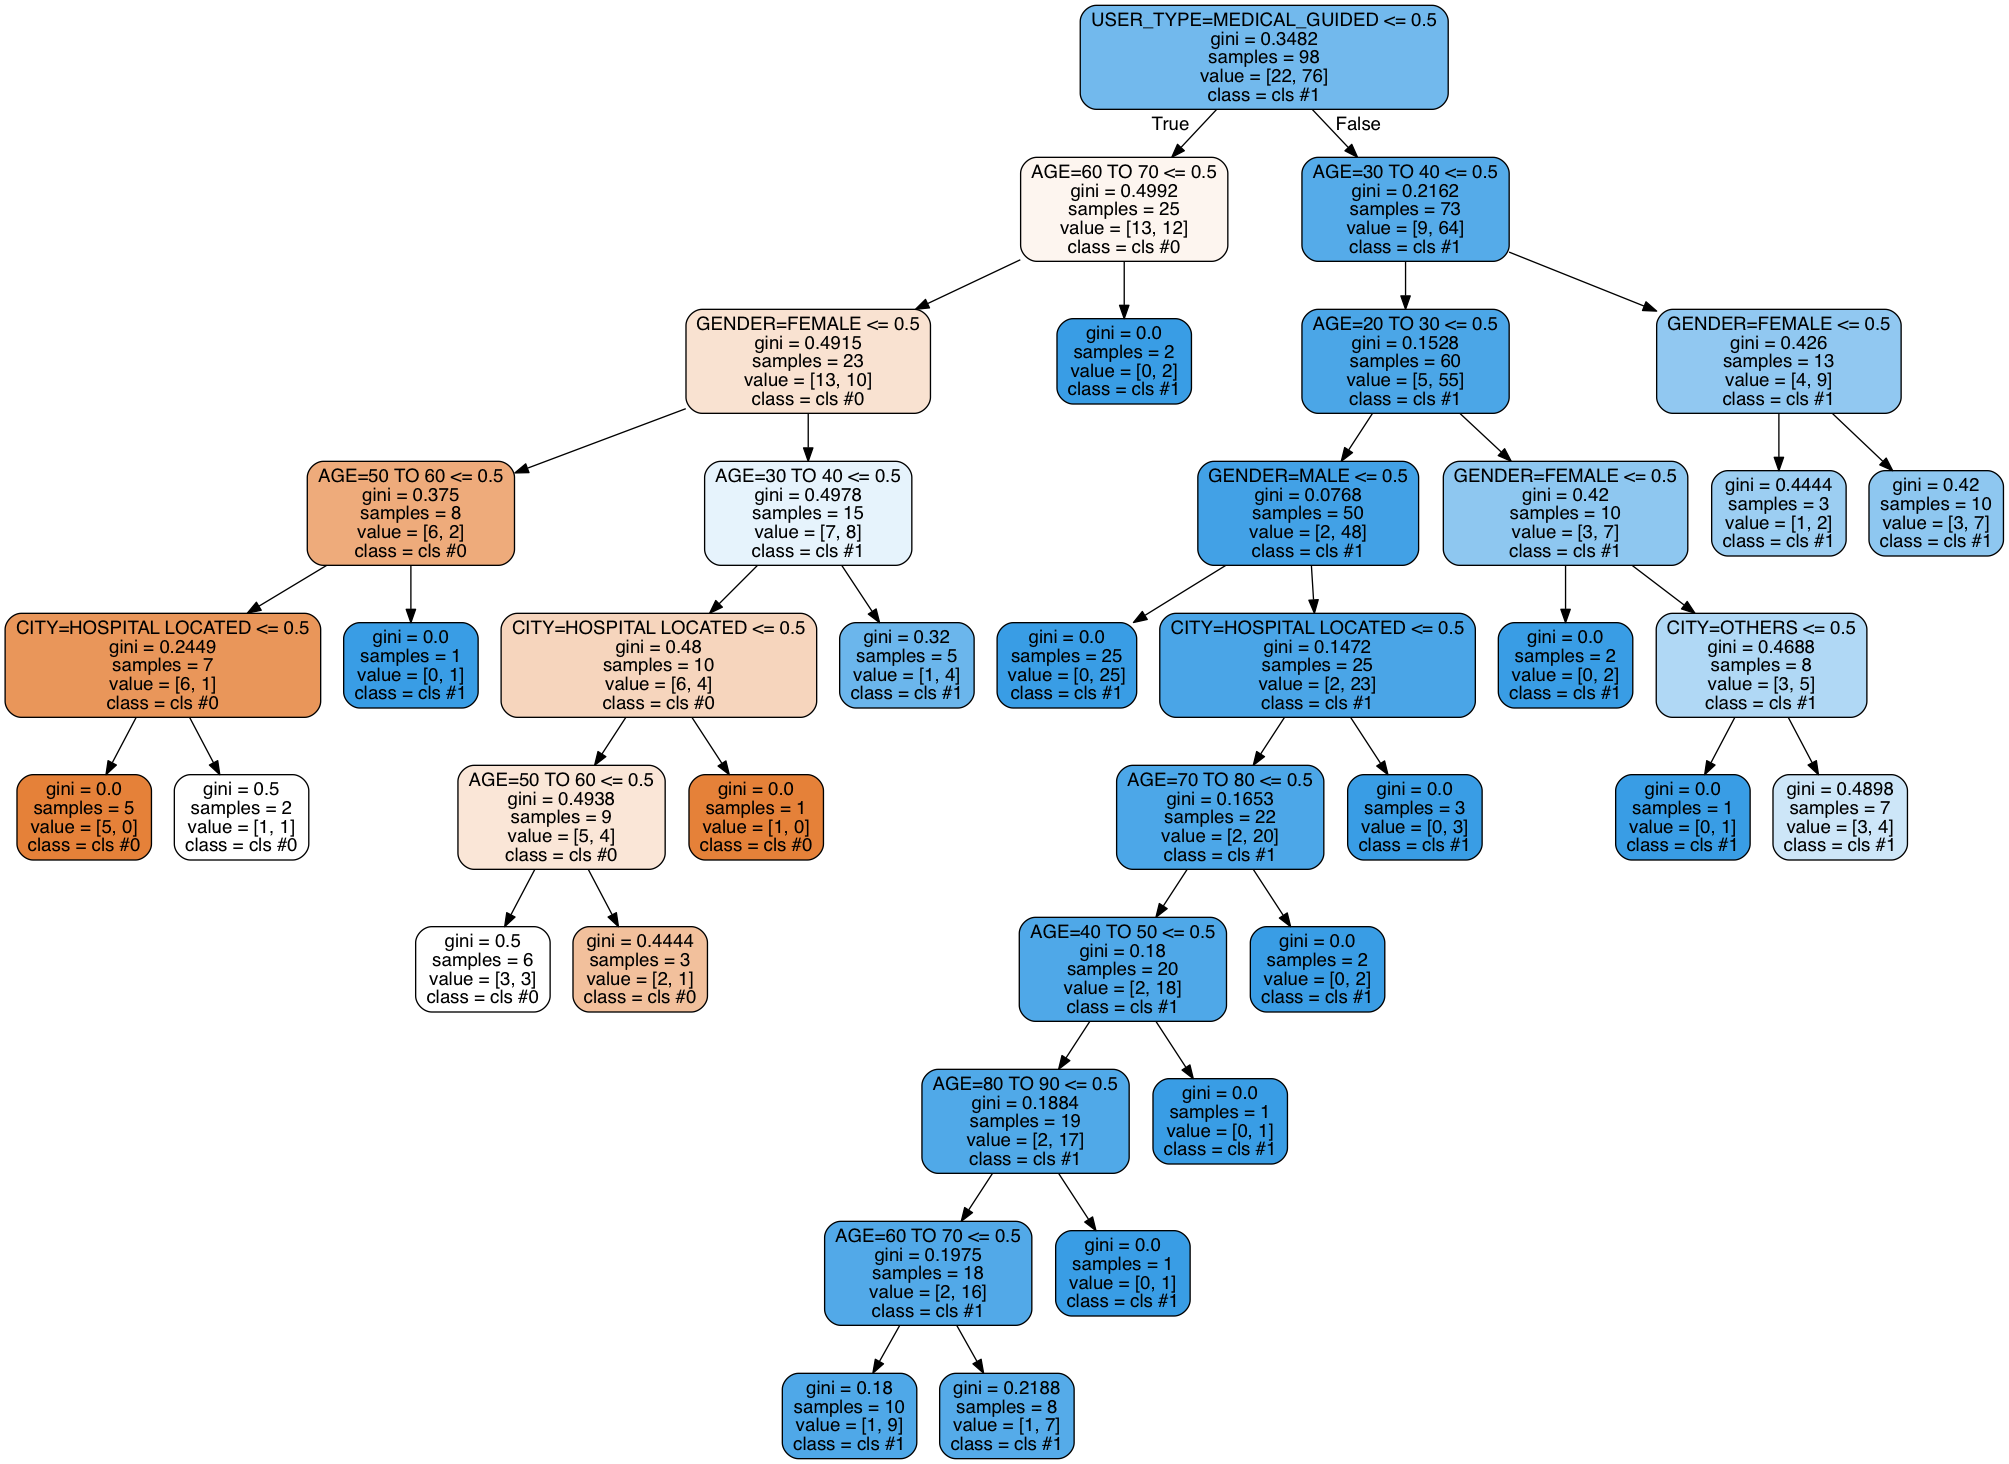 USER_TYPE=MEDICAL_GUIDED <= 0.5
gini = 0.3482
samples = 98
value = [22, 76]
class = cls #1
True
False
AGE=60 TO 70 <= 0.5
gini = 0.4992
samples = 25
value = [13, 12]
class = cls #0
AGE=30 TO 40 <= 0.5
gini = 0.2162
samples = 73
value = [9, 64]
class = cls #1
GENDER=FEMALE <= 0.5
gini = 0.4915
samples = 23
value = [13, 10]
class = cls #0
gini = 0.0
samples = 2
value = [0, 2]
class = cls #1
AGE=20 TO 30 <= 0.5
gini = 0.1528
samples = 60
value = [5, 55]
class = cls #1
GENDER=FEMALE <= 0.5
gini = 0.426
samples = 13
value = [4, 9]
class = cls #1
AGE=50 TO 60 <= 0.5
gini = 0.375
samples = 8
value = [6, 2]
class = cls #0
AGE=30 TO 40 <= 0.5
gini = 0.4978
samples = 15
value = [7, 8]
class = cls #1
GENDER=MALE <= 0.5
gini = 0.0768
samples = 50
value = [2, 48]
class = cls #1
GENDER=FEMALE <= 0.5
gini = 0.42
samples = 10
value = [3, 7]
class = cls #1
gini = 0.4444
samples = 3
value = [1, 2]
class = cls #1
gini = 0.42
samples = 10
value = [3, 7]
class = cls #1
CITY=HOSPITAL LOCATED <= 0.5
gini = 0.2449
samples = 7
value = [6, 1]
class = cls #0
gini = 0.0
samples = 1
value = [0, 1]
class = cls #1
CITY=HOSPITAL LOCATED <= 0.5
gini = 0.48
samples = 10
value = [6, 4]
class = cls #0
gini = 0.32
samples = 5
value = [1, 4]
class = cls #1
gini = 0.0
samples = 25
value = [0, 25]
class = cls #1
CITY=HOSPITAL LOCATED <= 0.5
gini = 0.1472
samples = 25
value = [2, 23]
class = cls #1
gini = 0.0
samples = 2
value = [0, 2]
class = cls #1
CITY=OTHERS <= 0.5
gini = 0.4688
samples = 8
value = [3, 5]
class = cls #1
gini = 0.0
samples = 5
value = [5, 0]
class = cls #0
gini = 0.5
samples = 2
value = [1, 1]
class = cls #0
AGE=50 TO 60 <= 0.5
gini = 0.4938
samples = 9
value = [5, 4]
class = cls #0
gini = 0.0
samples = 1
value = [1, 0]
class = cls #0
AGE=70 TO 80 <= 0.5
gini = 0.1653
samples = 22
value = [2, 20]
class = cls #1
gini = 0.0
samples = 3
value = [0, 3]
class = cls #1
gini = 0.0
samples = 1
value = [0, 1]
class = cls #1
gini = 0.4898
samples = 7
value = [3, 4]
class = cls #1
gini = 0.5
samples = 6
value = [3, 3]
class = cls #0
gini = 0.4444
samples = 3
value = [2, 1]
class = cls #0
AGE=40 TO 50 <= 0.5
gini = 0.18
samples = 20
value = [2, 18]
class = cls #1
gini = 0.0
samples = 2
value = [0, 2]
class = cls #1
AGE=80 TO 90 <= 0.5
gini = 0.1884
samples = 19
value = [2, 17]
class = cls #1
gini = 0.0
samples = 1
value = [0, 1]
class = cls #1
AGE=60 TO 70 <= 0.5
gini = 0.1975
samples = 18
value = [2, 16]
class = cls #1
gini = 0.0
samples = 1
value = [0, 1]
class = cls #1
gini = 0.18
samples = 10
value = [1, 9]
class = cls #1
gini = 0.2188
samples = 8
value = [1, 7]
class = cls #1